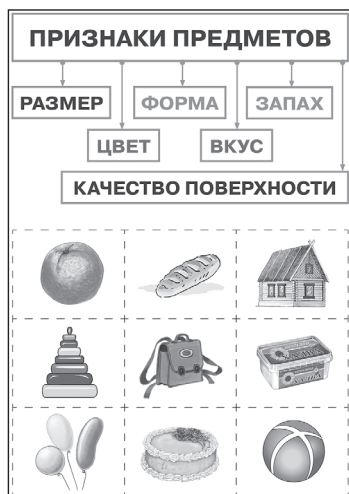 ПРИЗНАКИ ПРЕДМЕТОВ
РАЗМЕР
ФОРМА
ЗАПАХ
ЦВЕТ
ВКУС
КАЧЕСТВО ПОВЕРХНОСТИ